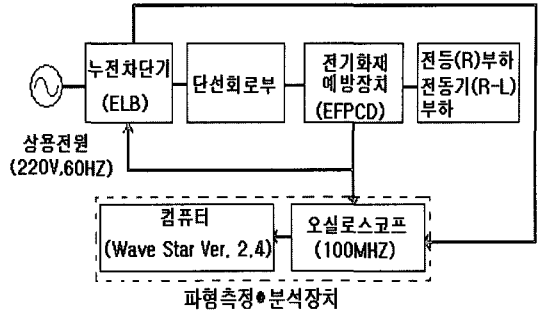 누전차단기
(ELB)
단선회로부
전기화재
예방장치
(EFPCD)
전등(R)부하
전동기(R-L)
부하
상용전원
(220V,60HZ)
컴퓨터
(Wave Star Ver. 2,4)
오실로스코프
(100MHZ)
파형측정●분석장치